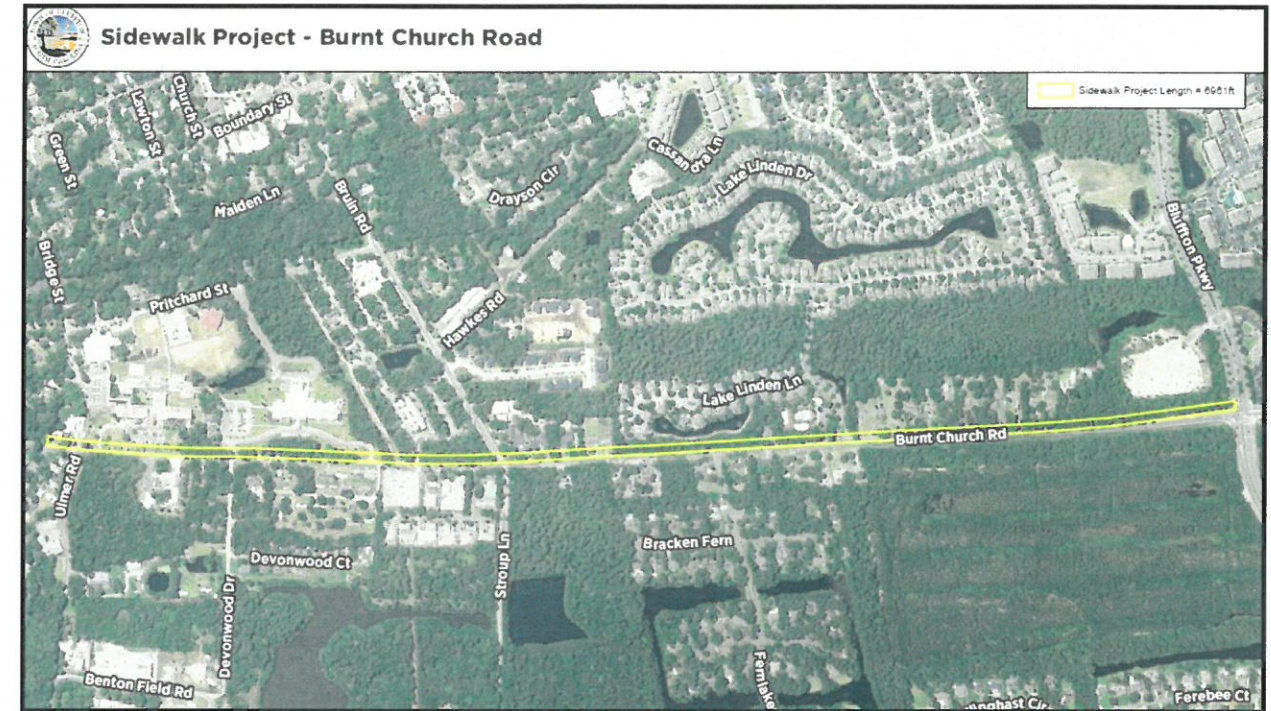 Sidewalk Project - Burnt Church Road
Sidewalk Project Length = 6961ft
Green St
Lawton St
Church St
Boundary St
Malden Ln
Bruin Rd
Drayson Cir
Cassandra Ln
Lake Linden Dr
Bluffton Pkwy
Bridge St
Pritchard St
Hawkes Rd
Lake Linden Ln
Burnt Church Rd
Ulmer Rd
Devonwood Ct
Devonwood Dr
Stroup Ln
Bracken Fern
Benton Field Rd
Fernlake
Ferebee Ct